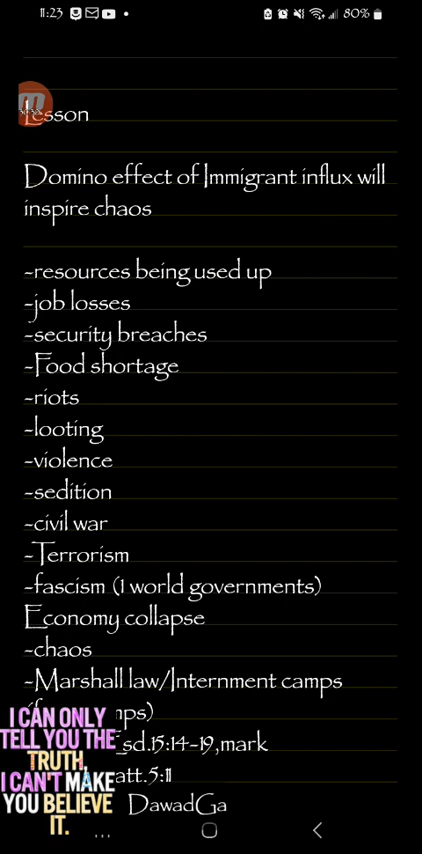 11:23 80%
Lesson
Domino effect of Immigrant influx will
inspire chaos
-resources being used up
-job losses
-security breaches
-Food shortage
-riots
-looting
-violence
-sedition
-civil war
-Terrorism
-fascism (1 world governments)
Economy collapse
-chaos
-Marshall law/Internment camps
mps)
sd.15:14-19,mark
att.5:11
DawadGa
I CAN ONLY
TELL YOU THE
TRUTH,
I CAN'T MAKE
YOU BELIEVE
IT.